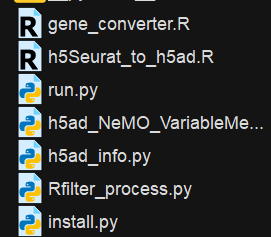 gene_converter.R
h5Seurat_to_h5ad.R
run.py
h5ad_NeMO_VariableMe...
h5ad_info.py
Rfilter_process.py
install.py